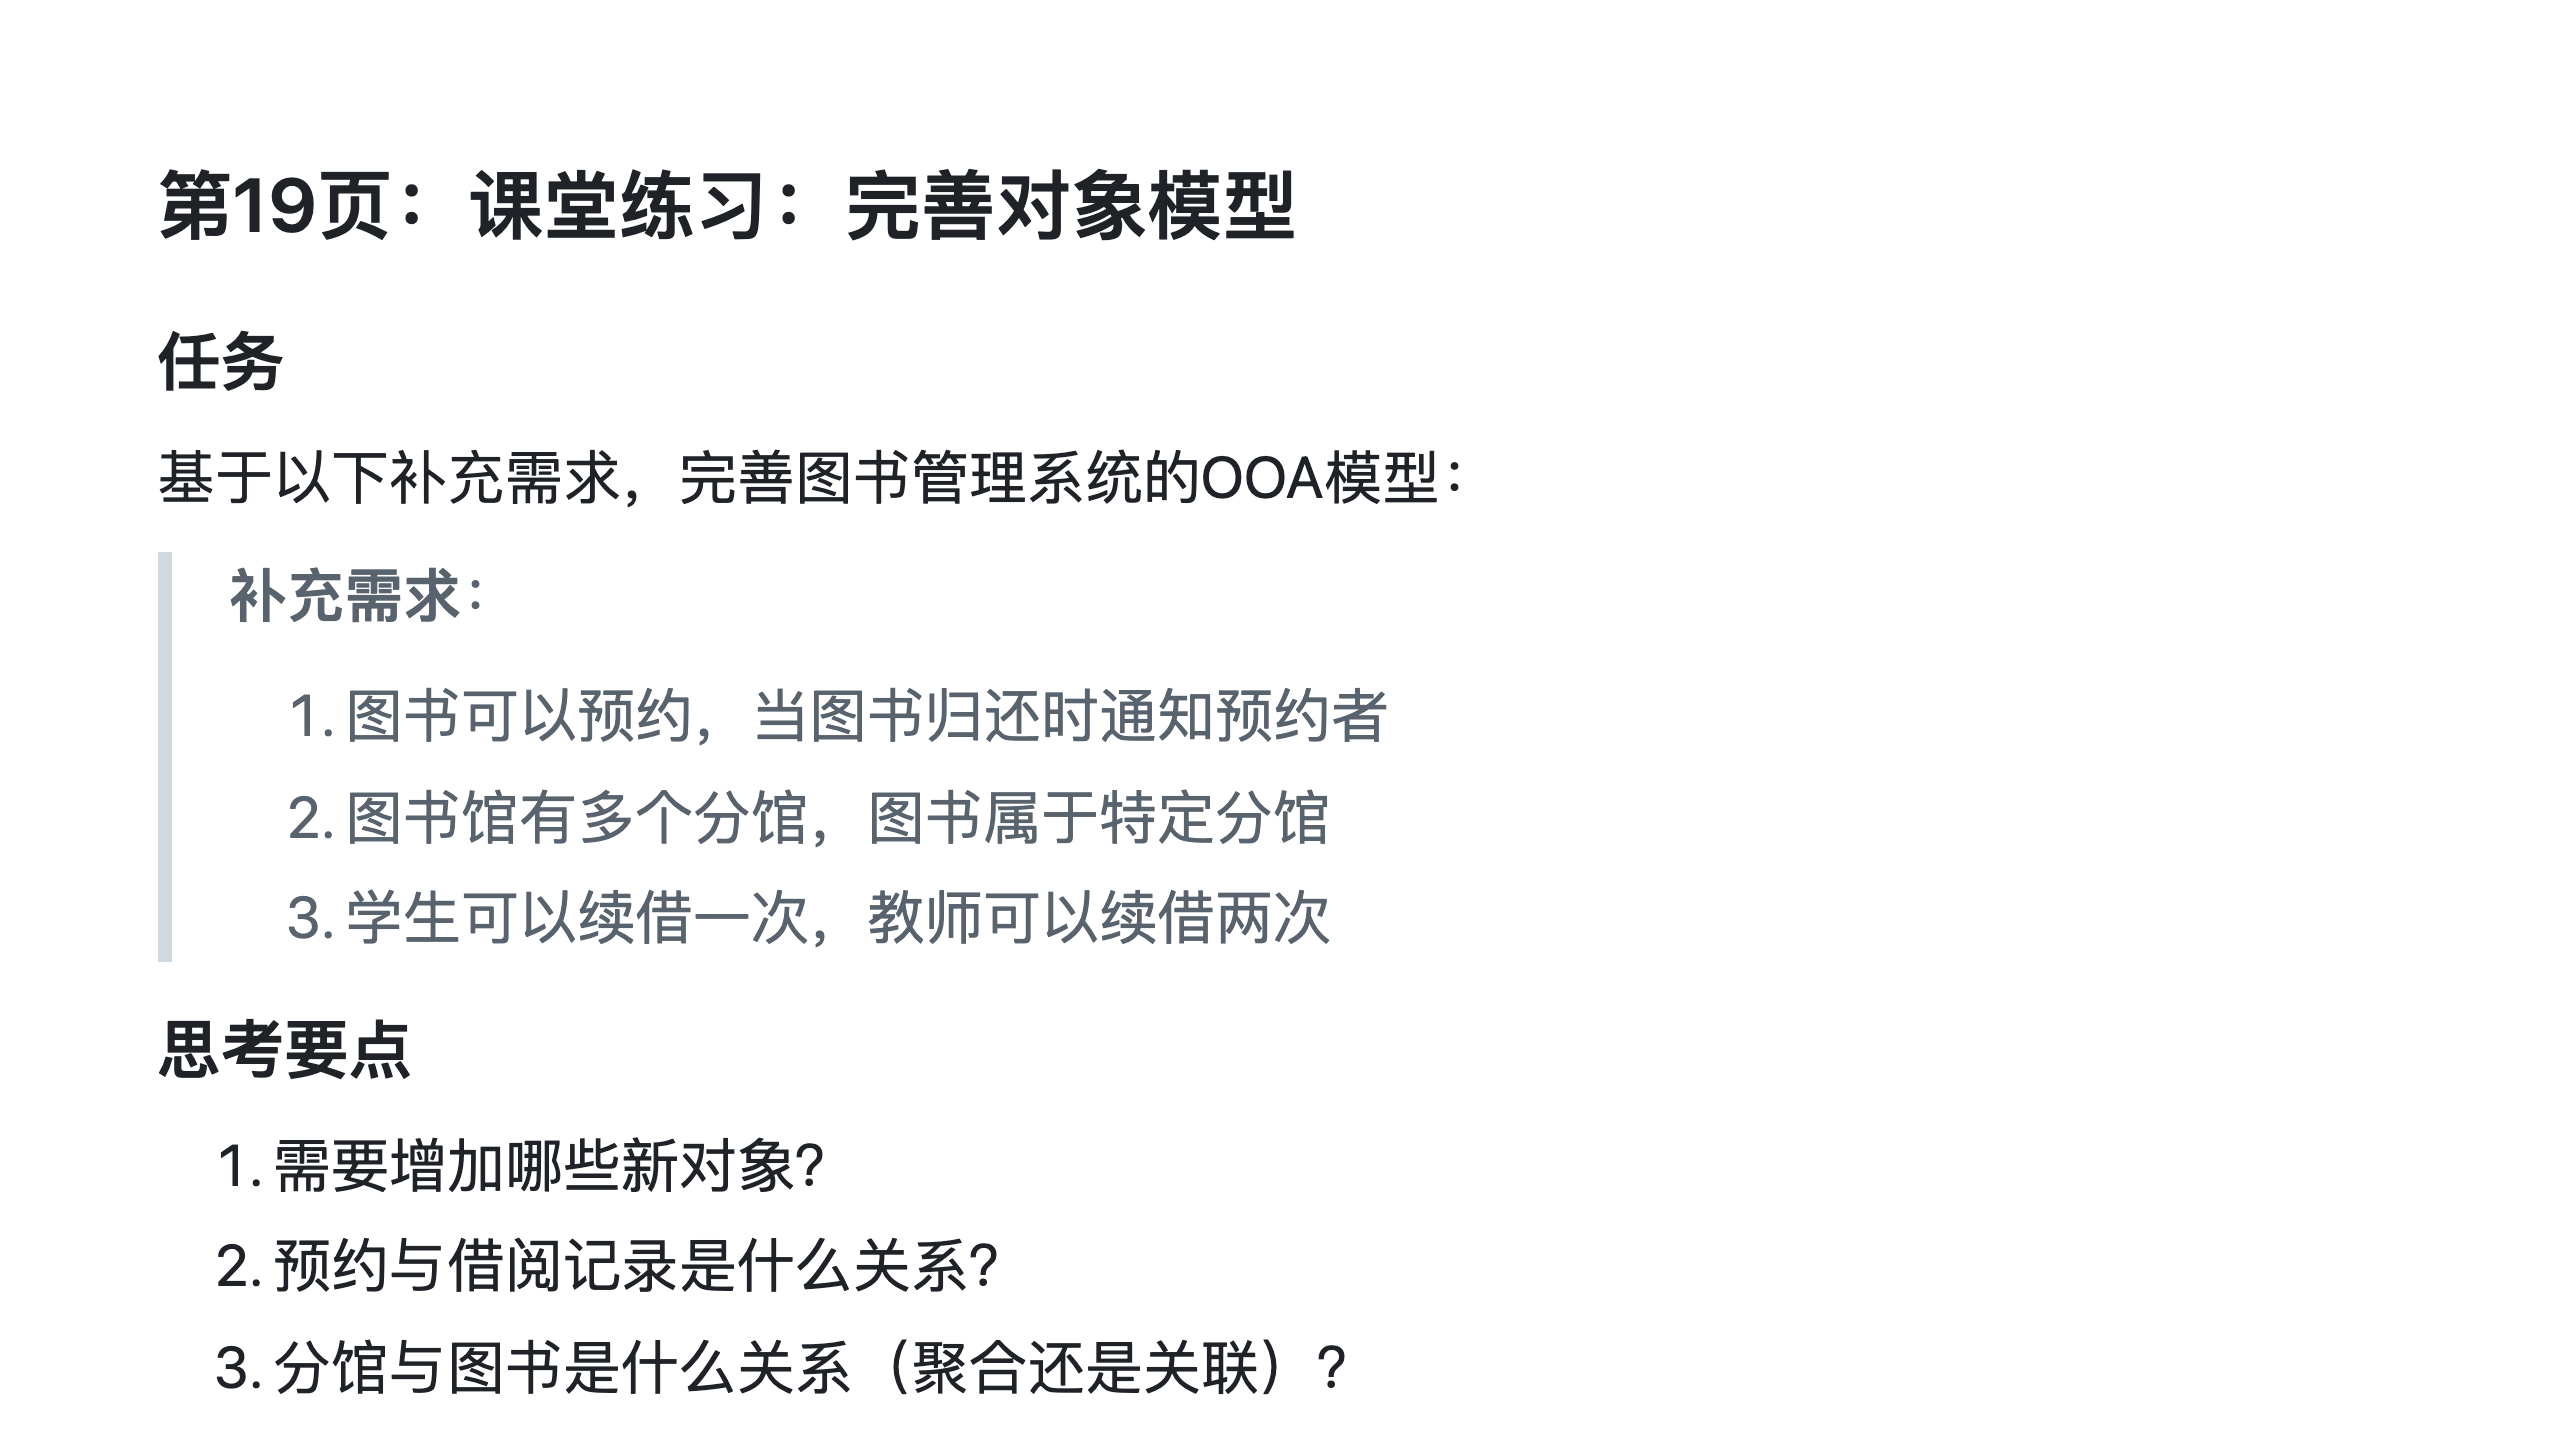 第19页：课堂练习：完善对象模型
任务
基于以下补充需求，完善图书管理系统的OOA模型：
补充需求：
1. 图书可以预约，当图书归还时通知预约者
2. 图书馆有多个分馆，图书属于特定分馆
3. 学生可以续借一次，教师可以续借两次
思考要点
1. 需要增加哪些新对象?
2. 预约与借阅记录是什么关系?
3. 分馆与图书是什么关系（聚合还是关联）?